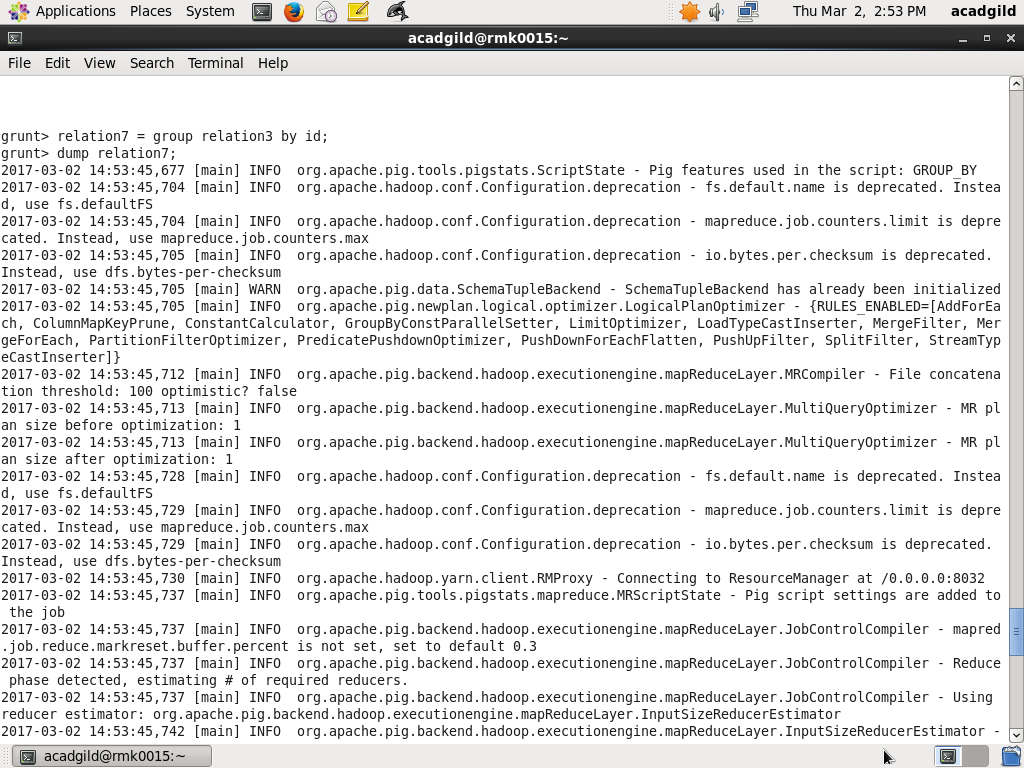 Applications Places System Thu Mar 2, 2:53 PM acadgild
acadgild@rmk0015:~
File Edit View Search Terminal Help
grunt> relation7 = group relation3 by id;
grunt> dump relation7;
2017-03-02 14:53:45,677 [main] INFO  org.apache.pig.tools.pigstats.ScriptState - Pig features used in the script: GROUP_BY
2017-03-02 14:53:45,704 [main] INFO  org.apache.hadoop.conf.Configuration.deprecation - fs.default.name is deprecated. Instea
d, use fs.defaultFS
2017-03-02 14:53:45,704 [main] INFO  org.apache.hadoop.conf.Configuration.deprecation - mapreduce.job.counters.limit is depre
cated. Instead, use mapreduce.job.counters.max
2017-03-02 14:53:45,705 [main] INFO  org.apache.hadoop.conf.Configuration.deprecation - io.bytes.per.checksum is deprecated.
Instead, use dfs.bytes-per-checksum
2017-03-02 14:53:45,705 [main] WARN  org.apache.pig.data.SchemaTupleBackend - SchemaTupleBackend has already been initialized
2017-03-02 14:53:45,705 [main] INFO  org.apache.pig.newplan.logical.optimizer.LogicalPlanOptimizer - {RULES_ENABLED=[AddForEa
ch, ColumnMapKeyPrune, ConstantCalculator, GroupByConstParallelSetter, LimitOptimizer, LoadTypeCastInserter, MergeFilter, Mer
geForEach, PartitionFilterOptimizer, PredicatePushdownOptimizer, PushDownForEachFlatten, PushUpFilter, SplitFilter, StreamTyp
eCastInserter]}
2017-03-02 14:53:45,712 [main] INFO  org.apache.pig.backend.hadoop.executionengine.mapReduceLayer.MRCompiler - File concatena
tion threshold: 100 optimistic? false
2017-03-02 14:53:45,713 [main] INFO  org.apache.pig.backend.hadoop.executionengine.mapReduceLayer.MultiQueryOptimizer - MR pl
an size before optimization: 1
2017-03-02 14:53:45,713 [main] INFO  org.apache.pig.backend.hadoop.executionengine.mapReduceLayer.MultiQueryOptimizer - MR pl
an size after optimization: 1
2017-03-02 14:53:45,728 [main] INFO  org.apache.hadoop.conf.Configuration.deprecation - fs.default.name is deprecated. Instea
d, use fs.defaultFS
2017-03-02 14:53:45,729 [main] INFO  org.apache.hadoop.conf.Configuration.deprecation - mapreduce.job.counters.limit is depre
cated. Instead, use mapreduce.job.counters.max
2017-03-02 14:53:45,729 [main] INFO  org.apache.hadoop.conf.Configuration.deprecation - io.bytes.per.checksum is deprecated.
Instead, use dfs.bytes-per-checksum
2017-03-02 14:53:45,730 [main] INFO  org.apache.hadoop.yarn.client.RMProxy - Connecting to ResourceManager at /0.0.0.0:8032
2017-03-02 14:53:45,737 [main] INFO  org.apache.pig.tools.pigstats.mapreduce.MRScriptState - Pig script settings are added to
 the job
2017-03-02 14:53:45,737 [main] INFO  org.apache.pig.backend.hadoop.executionengine.mapReduceLayer.JobControlCompiler - mapred
.job.reduce.markreset.buffer.percent is not set, set to default 0.3
2017-03-02 14:53:45,737 [main] INFO  org.apache.pig.backend.hadoop.executionengine.mapReduceLayer.JobControlCompiler - Reduce
 phase detected, estimating # of required reducers.
2017-03-02 14:53:45,737 [main] INFO  org.apache.pig.backend.hadoop.executionengine.mapReduceLayer.JobControlCompiler - Using
reducer estimator: org.apache.pig.backend.hadoop.executionengine.mapReduceLayer.InputSizeReducerEstimator
2017-03-02 14:53:45,742 [main] INFO  org.apache.pig.backend.hadoop.executionengine.mapReduceLayer.InputSizeReducerEstimator -
acadgild@rmk0015:~